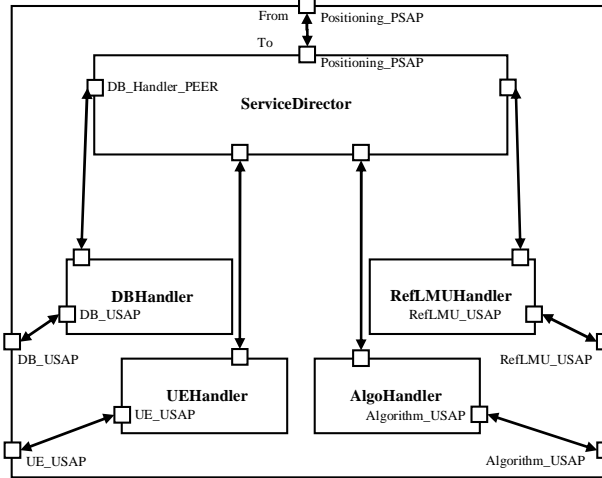 From
Positioning_PSAP
To
Positioning_PSAP
DB_Handler_PEER
ServiceDirector
DBHandler
DB_USAP
RefLMUHandler
RefLMU_USAP
DB_USAP
RefLMU_USAP
UEHandler
UE_USAP
AlgoHandler
Algorithm_USAP
UE_USAP
Algorithm_USAP